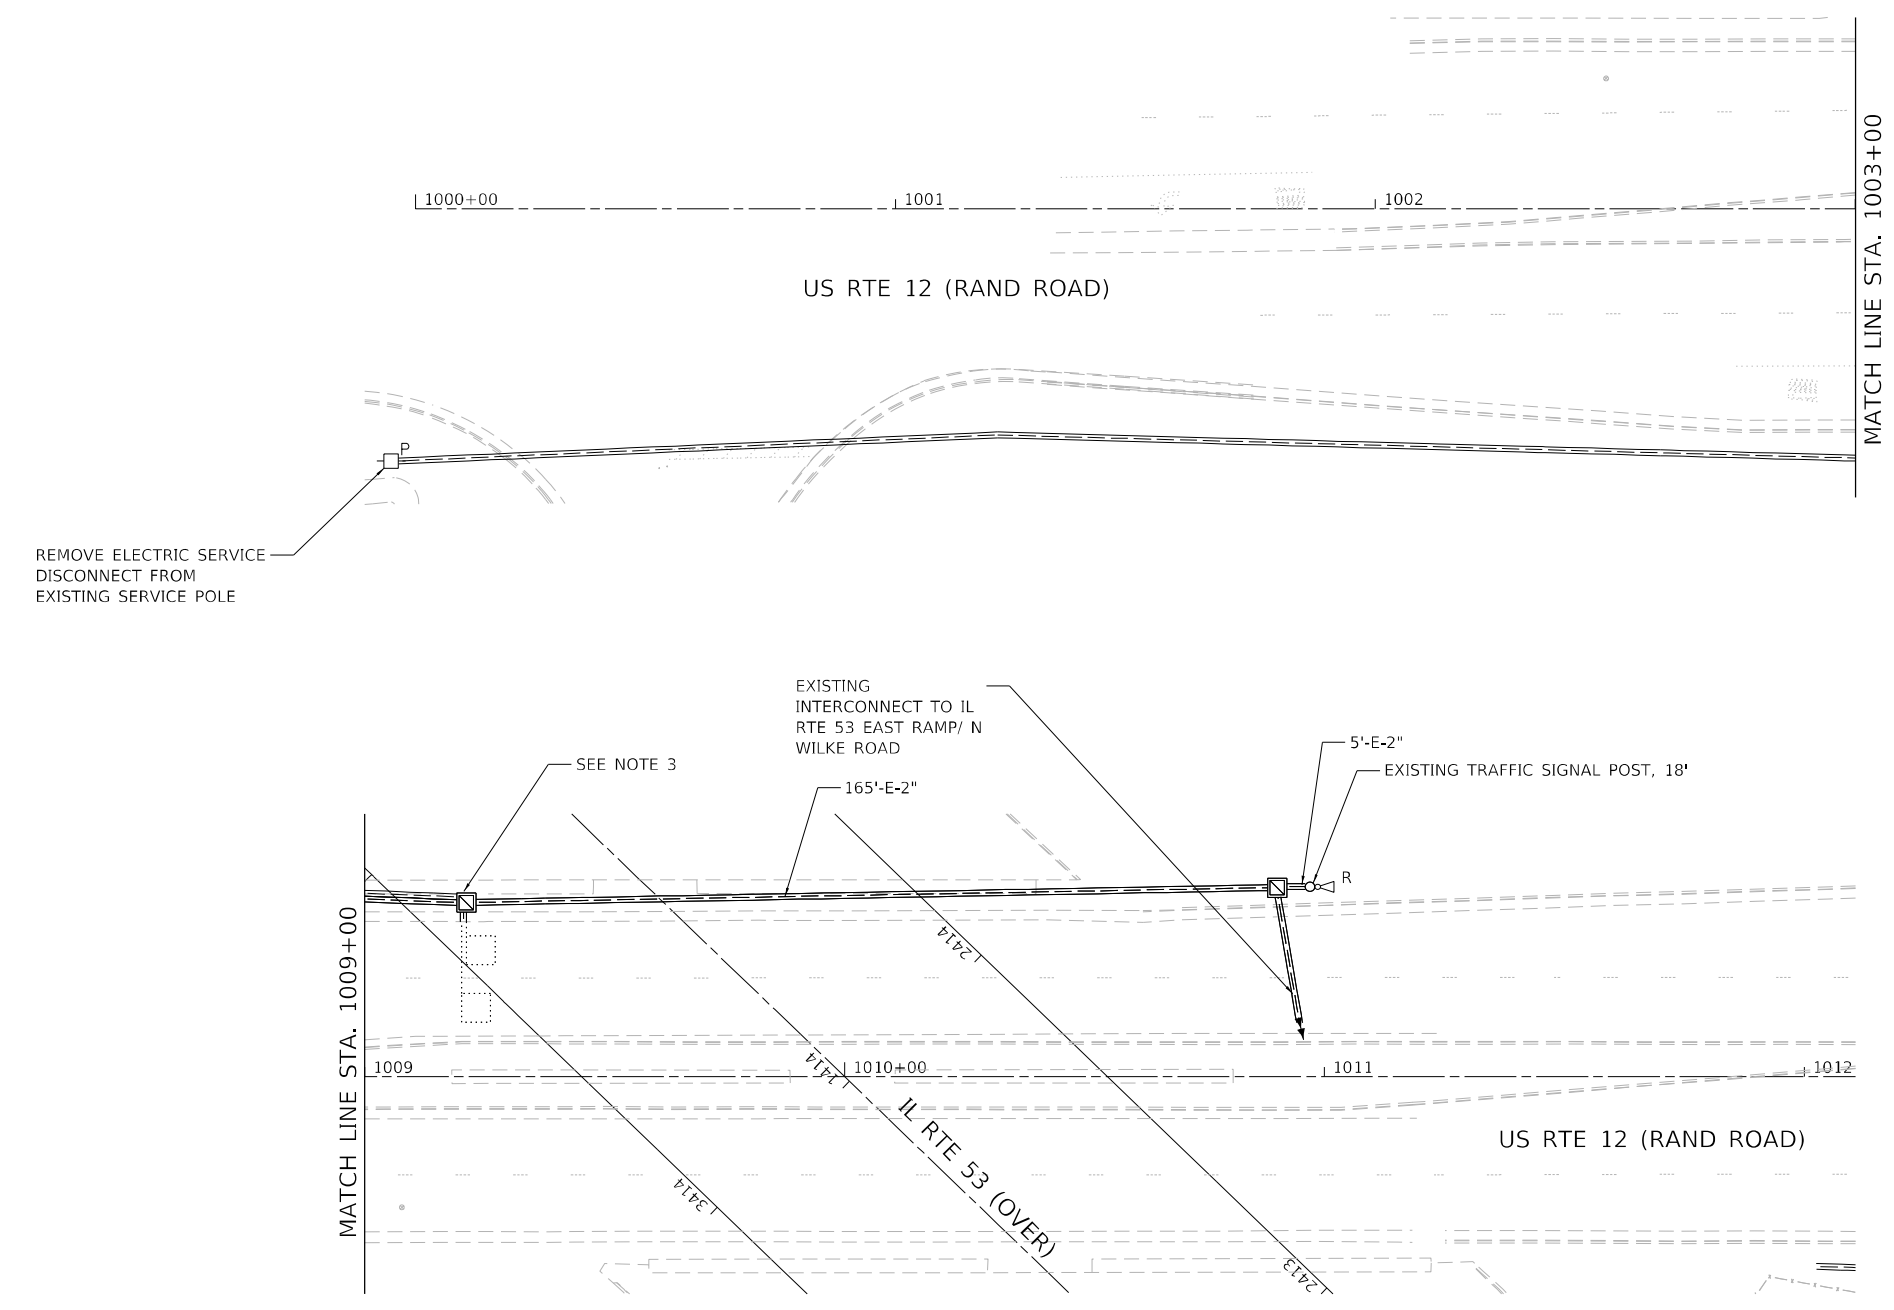 1000+00
1001
1002
MATCH LINE STA. 1003+00
US RTE 12 (RAND ROAD)
P
REMOVE ELECTRIC SERVICE
DISCONNECT FROM
EXISTING SERVICE POLE
EXISTING
INTERCONNECT TO IL
RTE 53 EAST RAMP/ N
WILKE ROAD
5'-E-2"
SEE NOTE 3
EXISTING TRAFFIC SIGNAL POST, 18'
165'-E-2"
R
MATCH LINE STA. 1009+00
2414
1414
1009
1010+00
1011
1012
IL RTE 53 (OVER)
US RTE 12 (RAND ROAD)
3414
2413